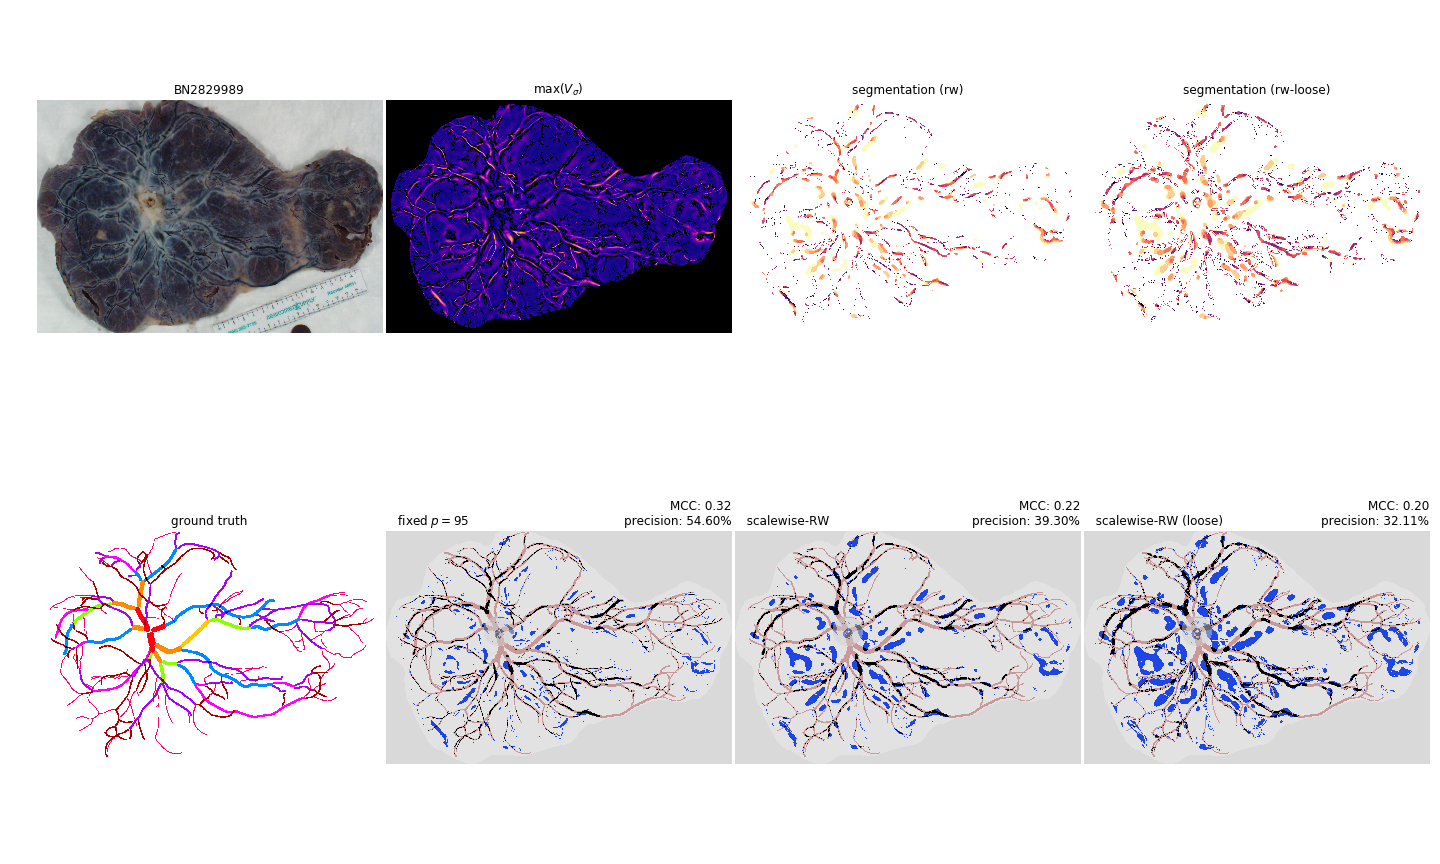 BN2829989
max(V_σ)
segmentation (rw)
segmentation (rw-loose)
ground truth
fixed p = 95
MCC: 0.32
precision: 54.60%
scalewise-RW
MCC: 0.22
precision: 39.30%
scalewise-RW (loose)
MCC: 0.20
precision: 32.11%